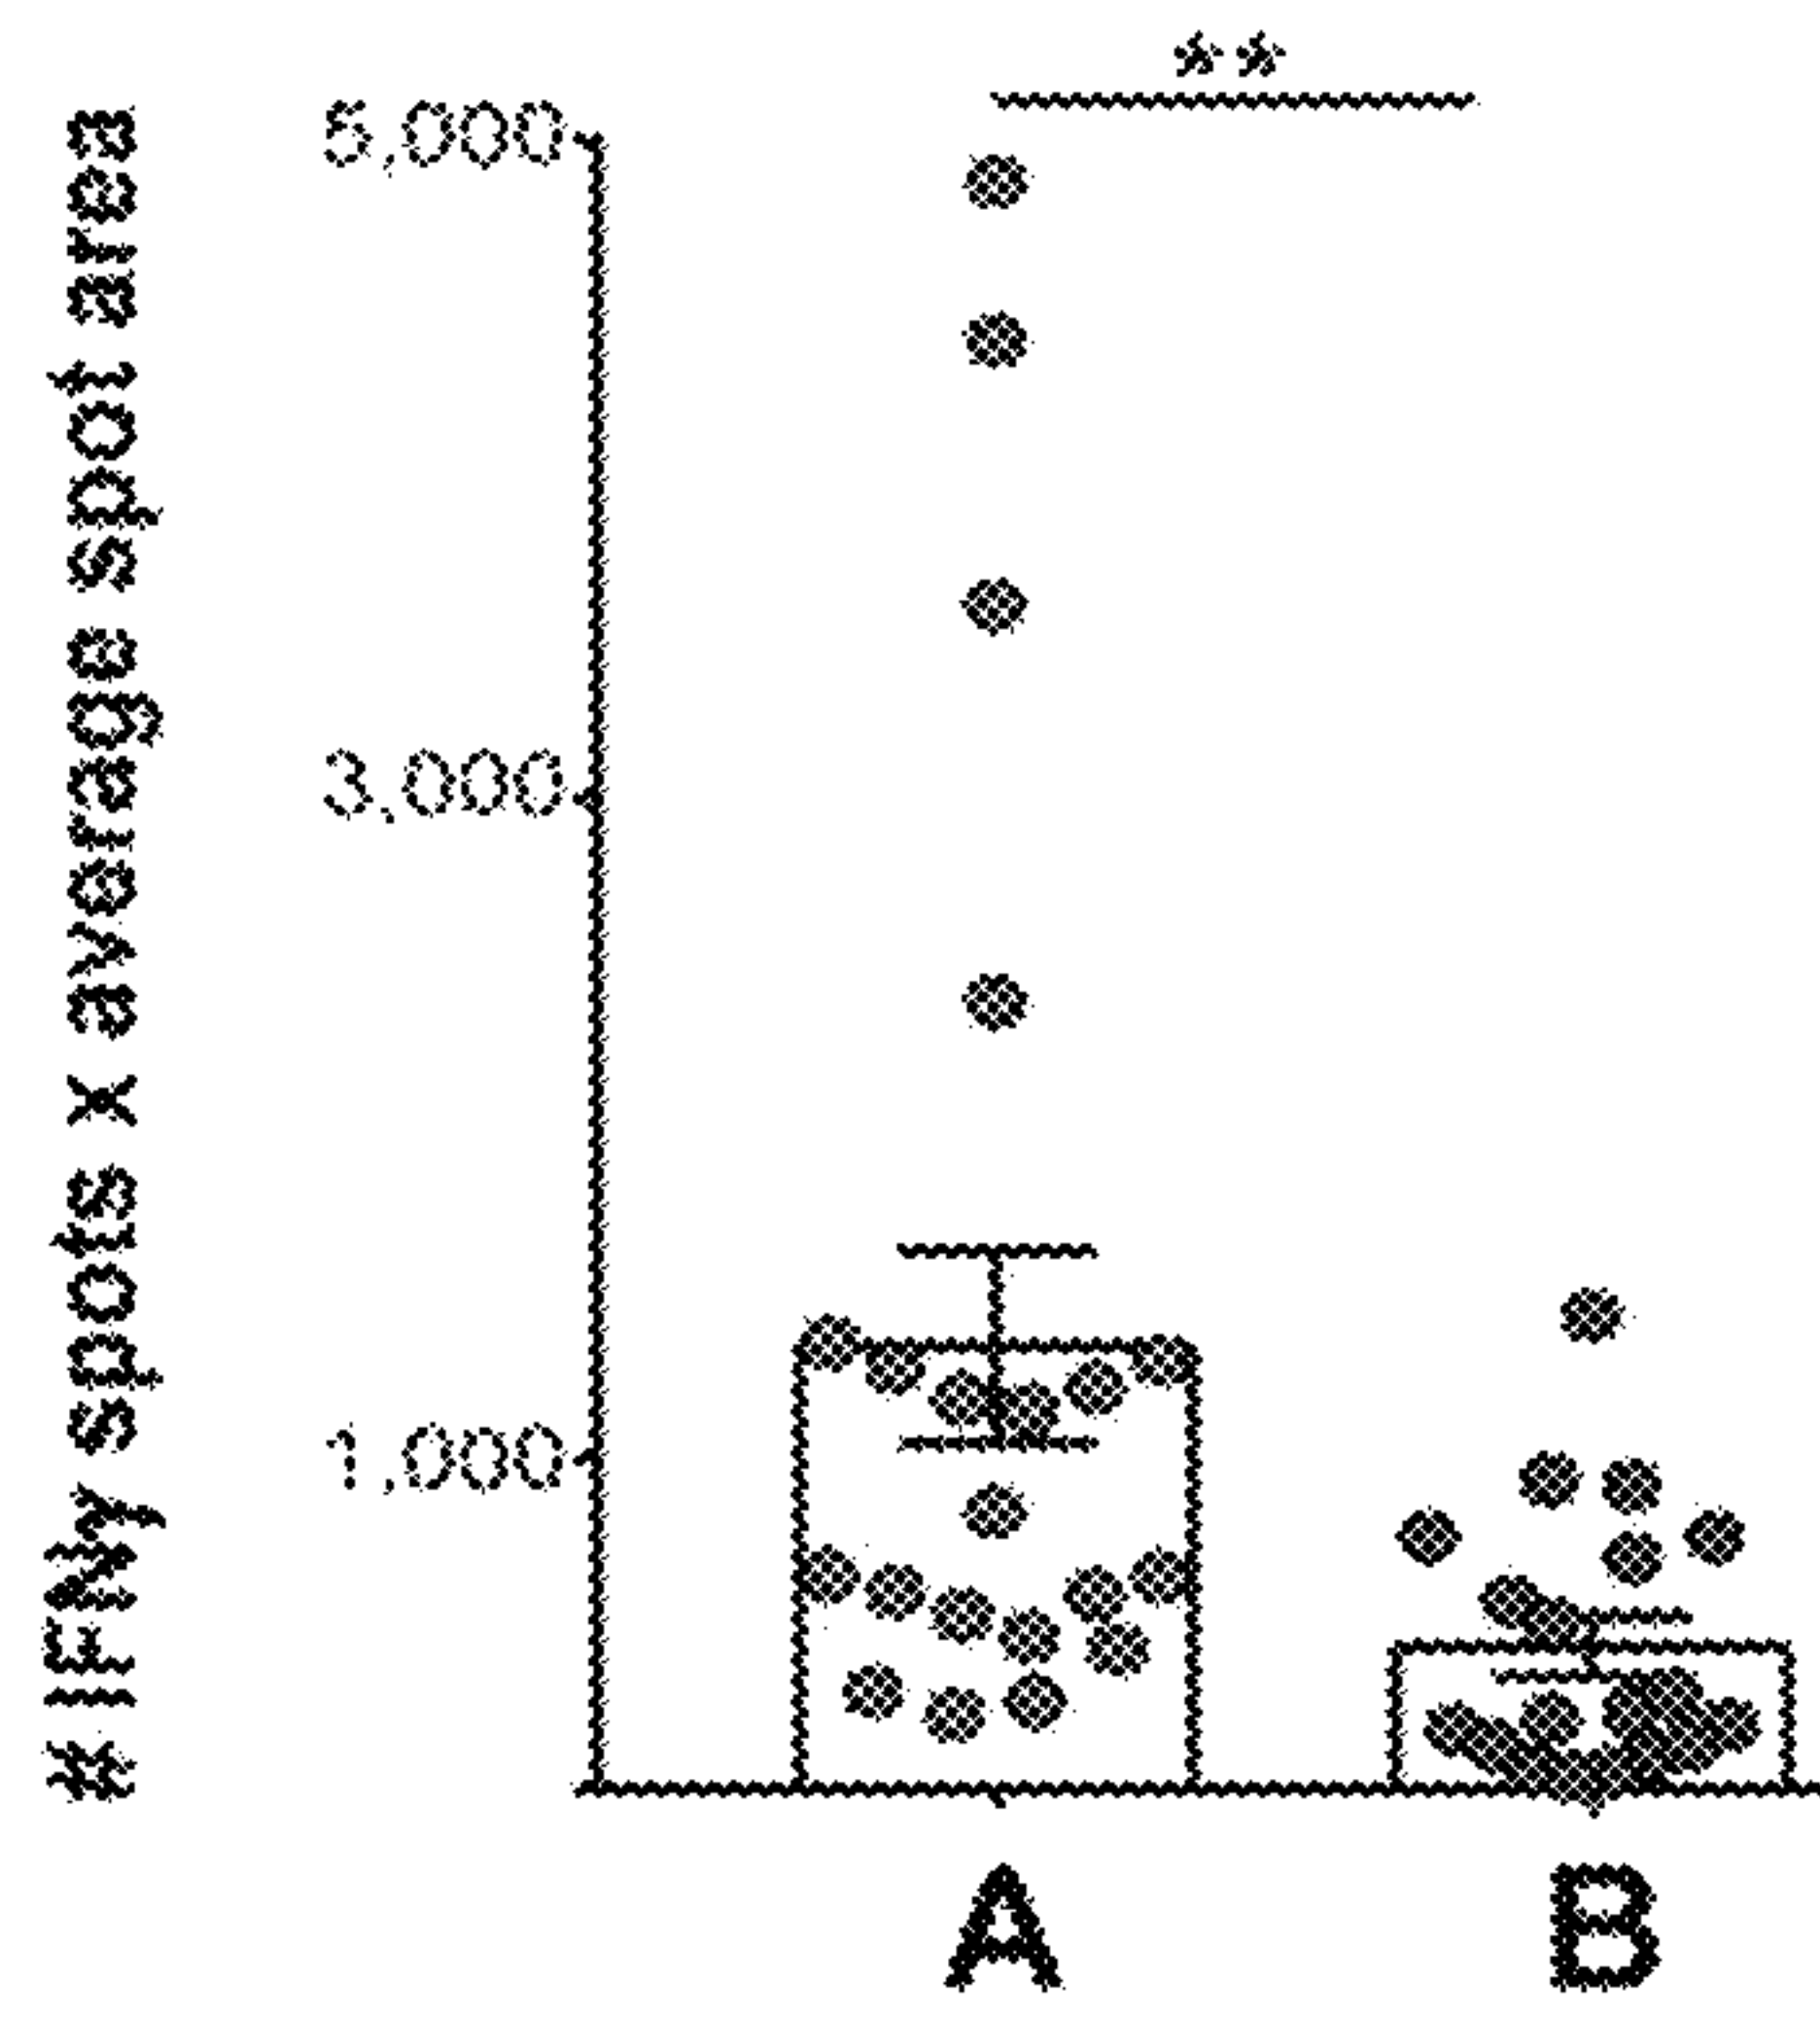 **
# IFNγ spots x average spot area
5,000
3,000
1,000
A
B